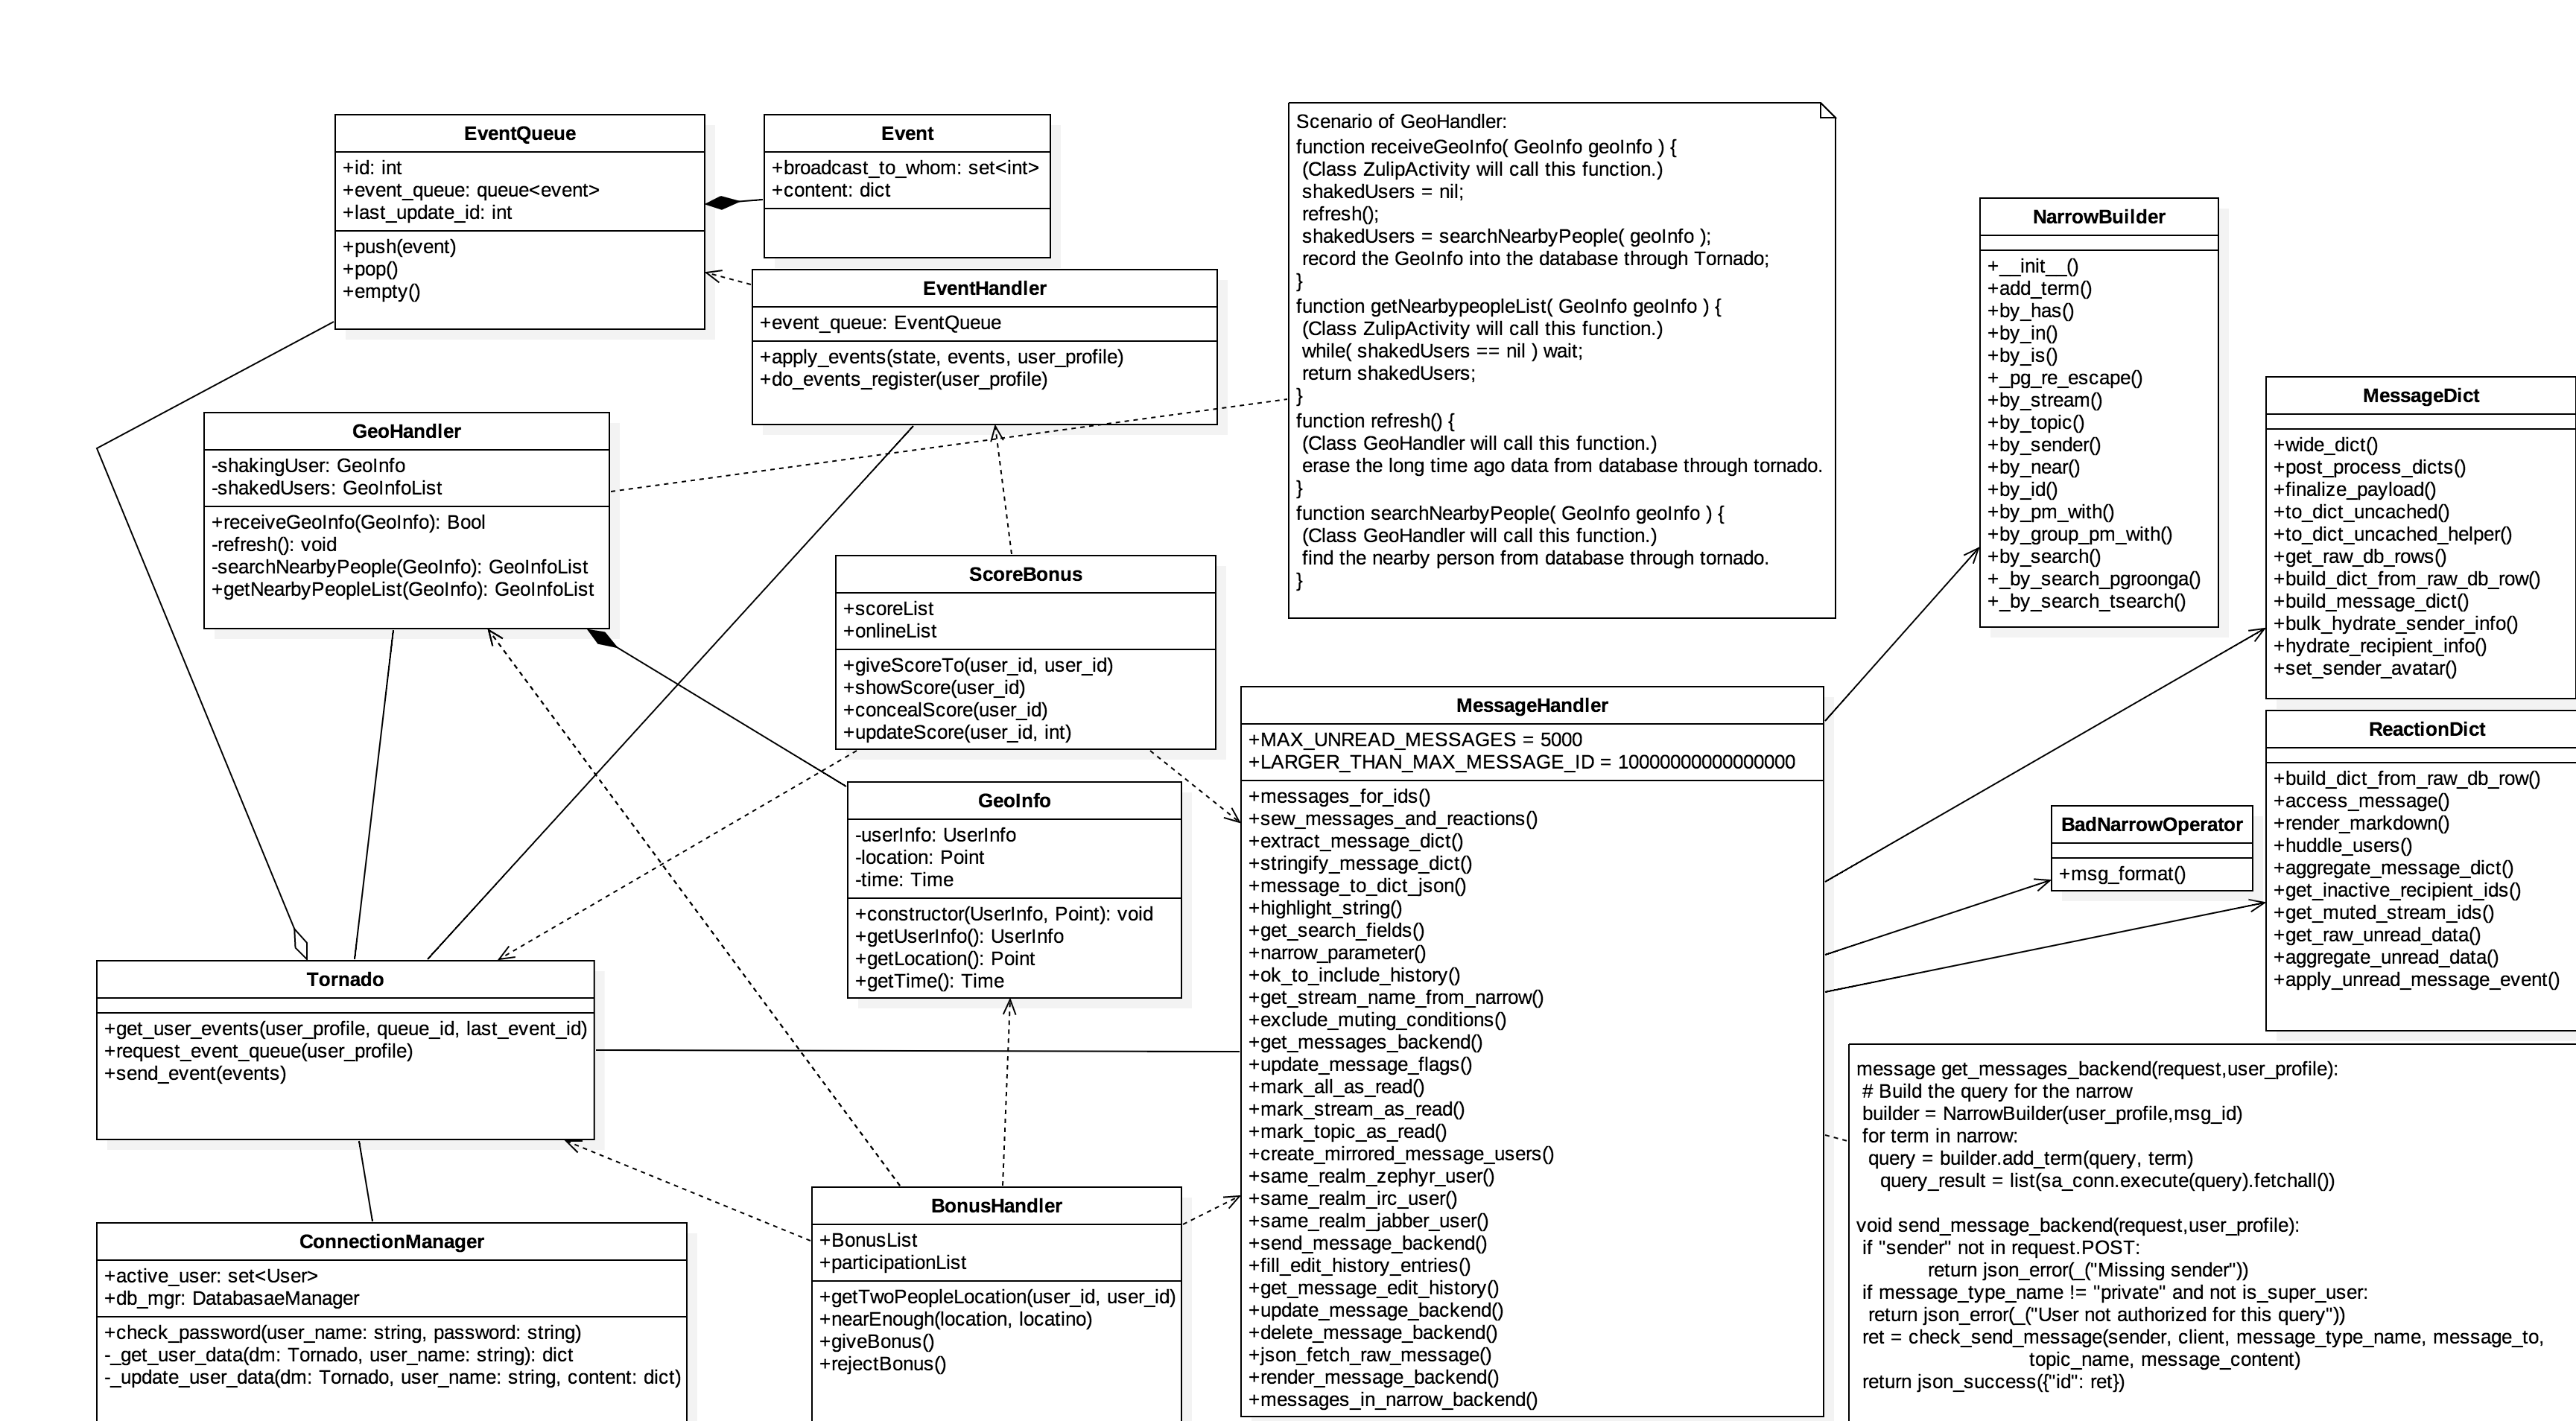 EventQueue
+id: int
+event_queue: queue<event>
+last_update_id: int
+push(event)
+pop()
+empty()
Event
+broadcast_to_whom: set<int>
+content: dict
EventHandler
+event_queue: EventQueue
+apply_events(state, events, user_profile)
+do_events_register(user_profile)
Scenario of GeoHandler:
function receiveGeoInfo( GeoInfo geoInfo ) {
(Class ZulipActivity will call this function.)
shakedUsers = nil;
refresh();
shakedUsers = searchNearbyPeople( geoInfo );
record the GeoInfo into the database through Tornado;
}
function getNearbypeopleList( GeoInfo geoInfo ) {
(Class ZulipActivity will call this function.)
while( shakedUsers == nil ) wait;
return shakedUsers;
}
function refresh() {
(Class GeoHandler will call this function.)
erase the long time ago data from database through tornado.
}
function searchNearbyPeople( GeoInfo geoInfo ) {
(Class GeoHandler will call this function.)
find the nearby person from database through tornado.
}
NarrowBuilder
+__init__()
+add_term()
+by_has()
+by_in()
+by_is()
+_pg_re_escape()
+by_stream()
+by_topic()
+by_sender()
+by_near()
+by_id()
+by_pm_with()
+by_group_pm_with()
+by_search()
+_by_search_pgroonga()
+_by_search_tsearch()
MessageDict
+wide_dict()
+post_process_dicts()
+finalize_payload()
+to_dict_uncached()
+to_dict_uncached_helper()
+get_raw_db_rows()
+build_dict_from_raw_db_row()
+build_message_dict()
+bulk_hydrate_sender_info()
+hydrate_recipient_info()
+set_sender_avatar()
GeoHandler
-shakingUser: GeoInfo
-shakedUsers: GeoInfoList
+receiveGeoInfo(GeoInfo): Bool
-refresh(): void
-searchNearbyPeople(GeoInfo): GeoInfoList
+getNearbyPeopleList(GeoInfo): GeoInfoList
ScoreBonus
+scoreList
+onlineList
+giveScoreTo(user_id, user_id)
+showScore(user_id)
+concealScore(user_id)
+updateScore(user_id, int)
GeoInfo
-userInfo: UserInfo
-location: Point
-time: Time
+constructor(UserInfo, Point): void
+getUserInfo(): UserInfo
+getLocation(): Point
+getTime(): Time
MessageHandler
+MAX_UNREAD_MESSAGES = 5000
+LARGER_THAN_MAX_MESSAGE_ID = 10000000000000000
+messages_for_ids()
+sew_messages_and_reactions()
+extract_message_dict()
+stringify_message_dict()
+message_to_dict_json()
+highlight_string()
+get_search_fields()
+narrow_parameter()
+ok_to_include_history()
+get_stream_name_from_narrow()
+exclude_muting_conditions()
+get_messages_backend()
+update_message_flags()
+mark_all_as_read()
+mark_stream_as_read()
+mark_topic_as_read()
+create_mirrored_message_users()
+same_realm_zephyr_user()
+same_realm_irc_user()
+same_realm_jabber_user()
+send_message_backend()
+fill_edit_history_entries()
+get_message_edit_history()
+update_message_backend()
+delete_message_backend()
+json_fetch_raw_message()
+render_message_backend()
+messages_in_narrow_backend()
ReactionDict
+build_dict_from_raw_db_row()
+access_message()
+render_markdown()
+huddle_users()
+aggregate_message_dict()
+get_inactive_recipient_ids()
+get_muted_stream_ids()
+get_raw_unread_data()
+aggregate_unread_data()
+apply_unread_message_event()
BadNarrowOperator
+msg_format()
Tornado
+get_user_events(user_profile, queue_id, last_event_id)
+request_event_queue(user_profile)
+send_event(events)
ConnectionManager
+active_user: set<User>
+db_mgr: DatabasaeManager
+check_password(user_name: string, password: string)
-_get_user_data(dm: Tornado, user_name: string): dict
-_update_user_data(dm: Tornado, user_name: string, content: dict)
BonusHandler
+BonusList
+participationList
+getTwoPeopleLocation(user_id, user_id)
+nearEnough(location, locatino)
+giveBonus()
+rejectBonus()
message get_messages_backend(request,user_profile):
# Build the query for the narrow
builder = NarrowBuilder(user_profile,msg_id)
for term in narrow:
query = builder.add_term(query, term)
query_result = list(sa_conn.execute(query).fetchall())
void send_message_backend(request,user_profile):
if "sender" not in request.POST:
return json_error(_("Missing sender"))
if message_type_name != "private" and not is_super_user:
return json_error(_("User not authorized for this query"))
ret = check_send_message(sender, client, message_type_name, message_to,
topic_name, message_content)
return json_success({"id": ret})